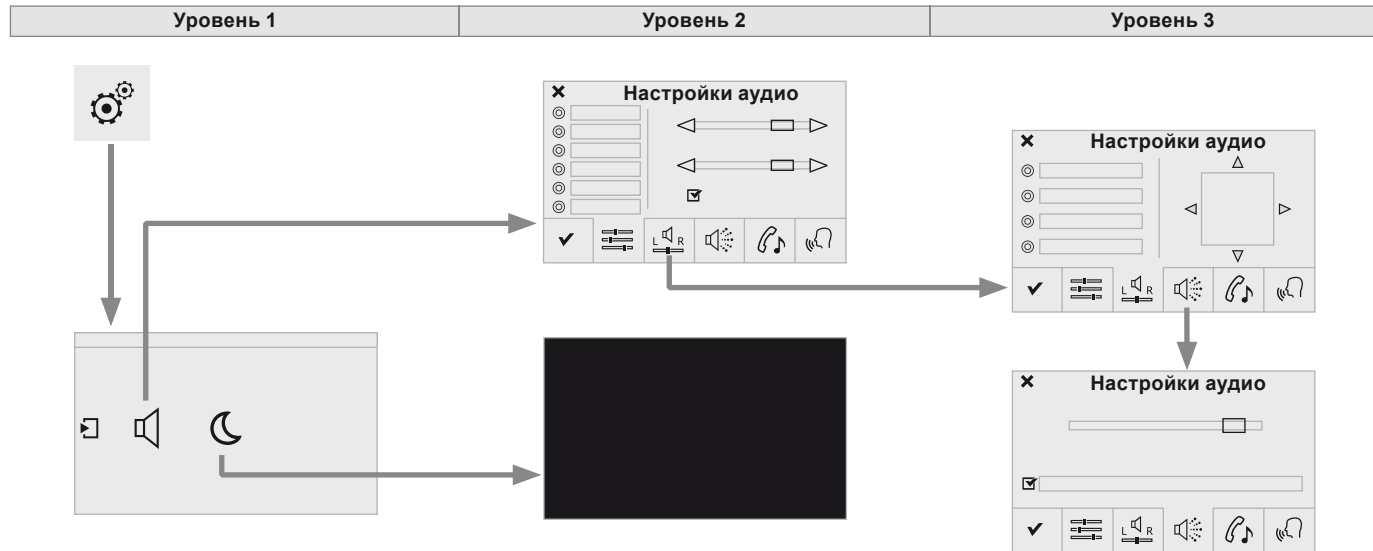 Уровень 1
Уровень 2
Уровень 3
Настройки аудио
L R
Настройки аудио
L R
Настройки аудио
L R